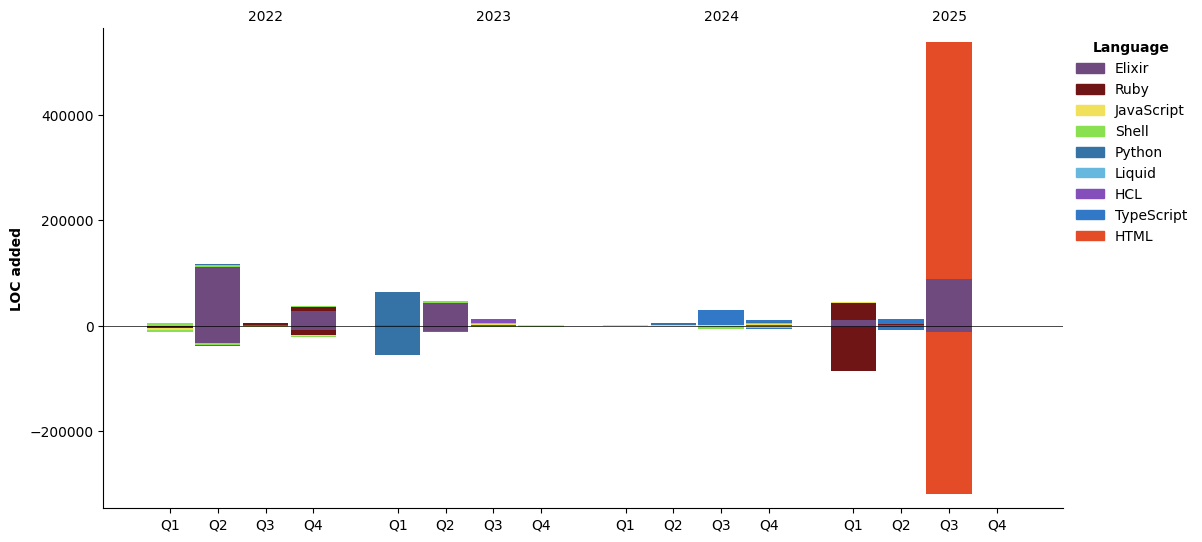 2022 2023 2024 2025
Language
Elixir
Ruby
JavaScript
Shell
Python
Liquid
HCL
TypeScript
HTML
LOC added
400000
200000
0
−200000
Q1 Q2 Q3 Q4 Q1 Q2 Q3 Q4 Q1 Q2 Q3 Q4 Q1 Q2 Q3 Q4